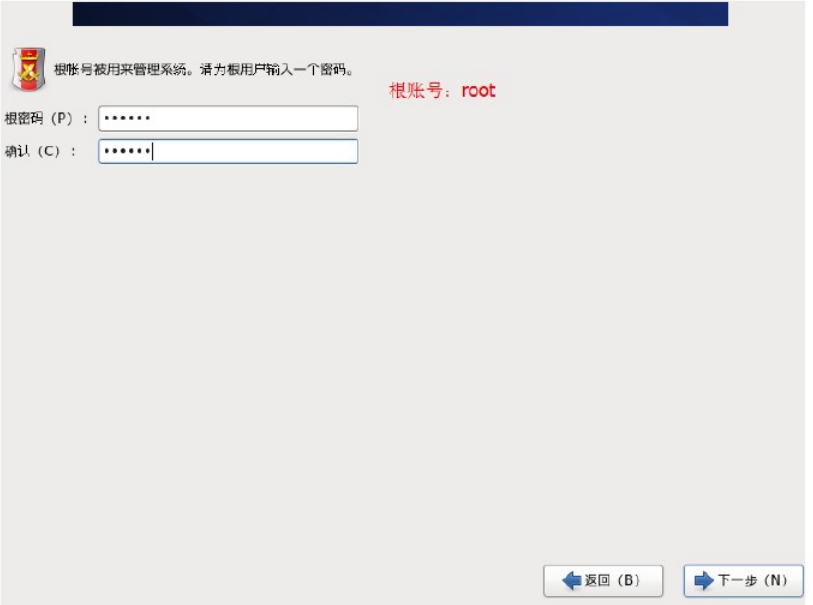 根帐号被用来管理系统。请为根用户输入一个密码。
根账号：root
根密码（P）：
确认（C）：
返回（B）
下一步（N）